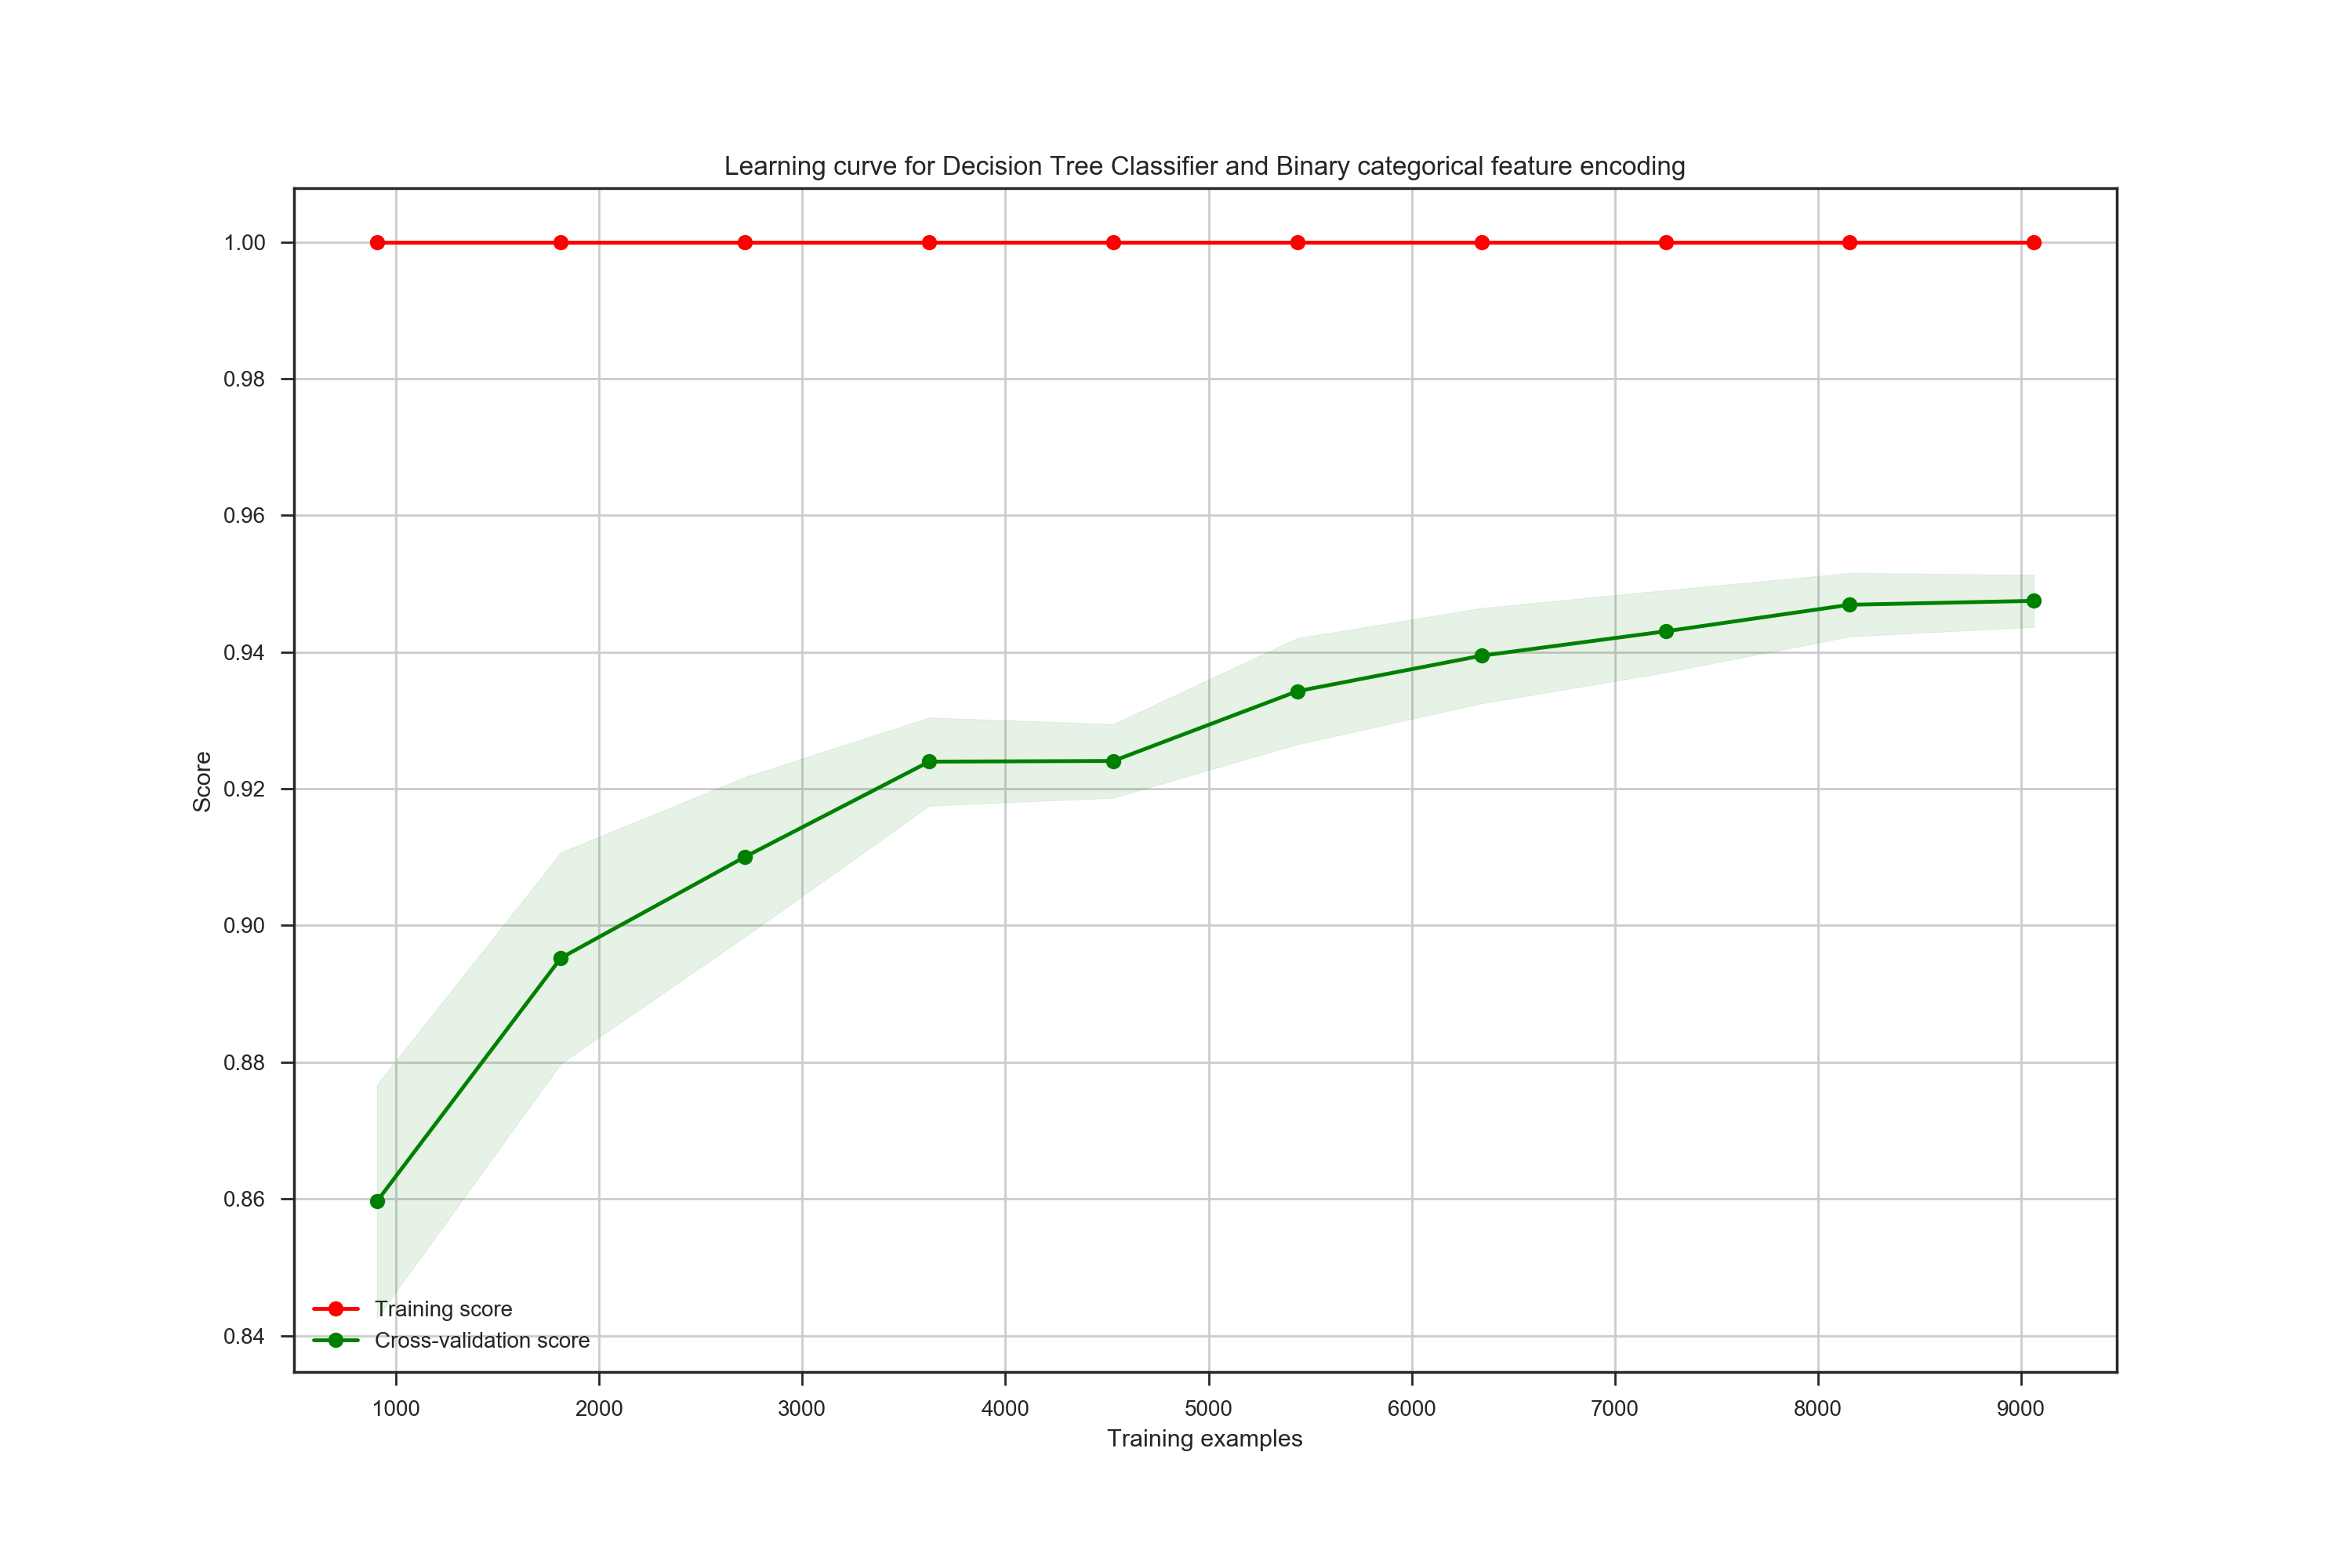 Learning curve for Decision Tree Classifier and Binary categorical feature encoding
1.00
0.98
0.96
0.94
0.92
0.90
0.88
0.86
0.84
Score
Training score
Cross-validation score
1000 2000 3000 4000 5000 6000 7000 8000 9000
Training examples